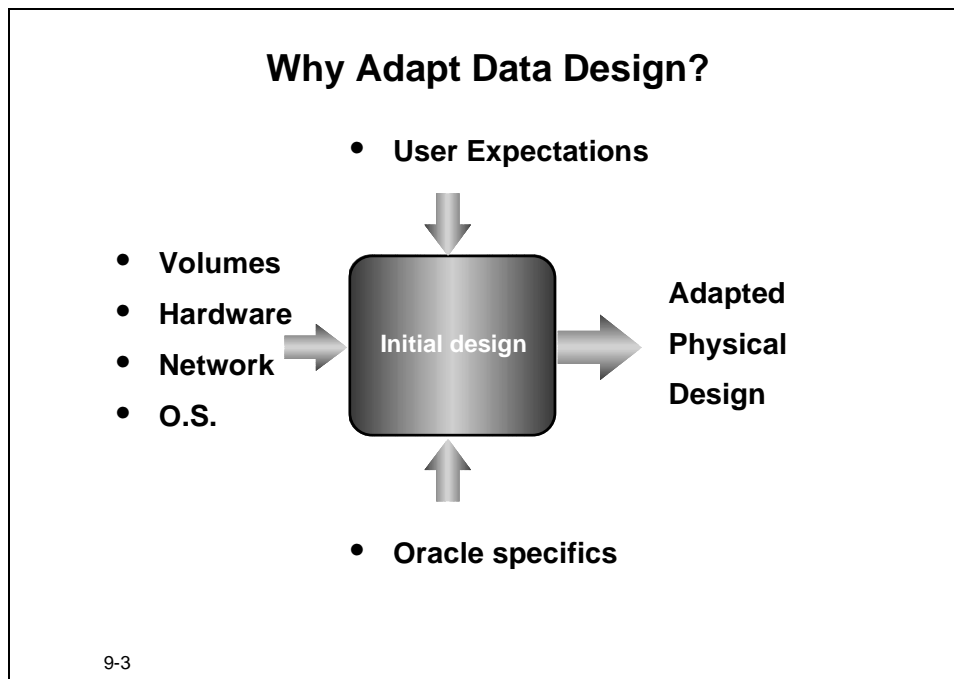 Why Adapt Data Design?
• User Expectations
• Volumes
• Hardware
• Network
• O.S.
Initial design
Adapted
Physical
Design
• Oracle specifics
9-3